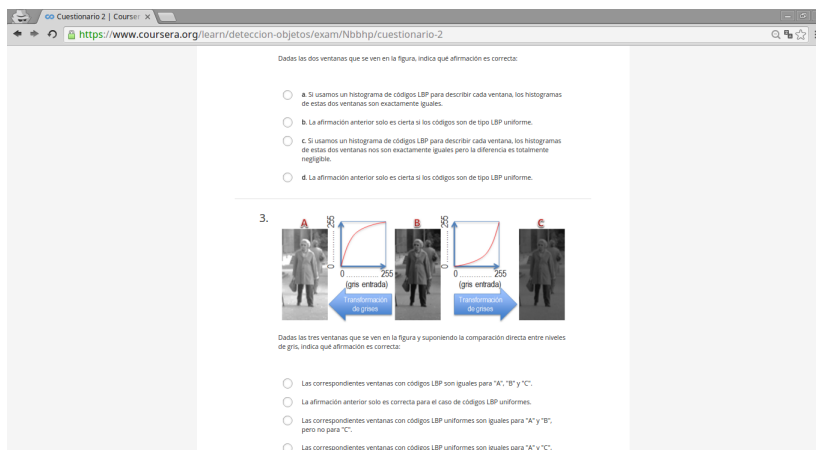 Cuestionario 2 | Courser
https://www.coursera.org/learn/deteccion-objetos/exam/Nbbhp/cuestionario-2
Dadas las dos ventanas que se ven en la figura, indica qué afirmación es correcta:
a. Si usamos un histograma de códigos LBP para describir cada ventana, los histogramas
de estas dos ventanas son exactamente iguales.
b. La afirmación anterior solo es cierta si los códigos son de tipo LBP uniforme.
c. Si usamos un histograma de códigos LBP para describir cada ventana, los histogramas
de estas dos ventanas nos son exactamente iguales pero la diferencia es totalmente
negligible.
d. La afirmación anterior solo es cierta si los códigos son de tipo LBP uniforme.
3.
A
B
C
0 ............. 255
0 ............. 255
0 ............. 255
(gris entrada)
Transformación
de grises
0 ............. 255
(gris entrada)
Transformación
de grises
Dadas las tres ventanas que se ven en la figura y suponiendo la comparación directa entre niveles
de gris, indica qué afirmación es correcta:
Las correspondientes ventanas con códigos LBP son iguales para "A", "B" y "C".
La afirmación anterior solo es correcta para el caso de códigos LBP uniformes.
Las correspondientes ventanas con códigos LBP uniformes son iguales para "A" y "B",
pero no para "C".
Las correspondientes ventanas con códigos LBP uniformes son iguales para "A" y "C",